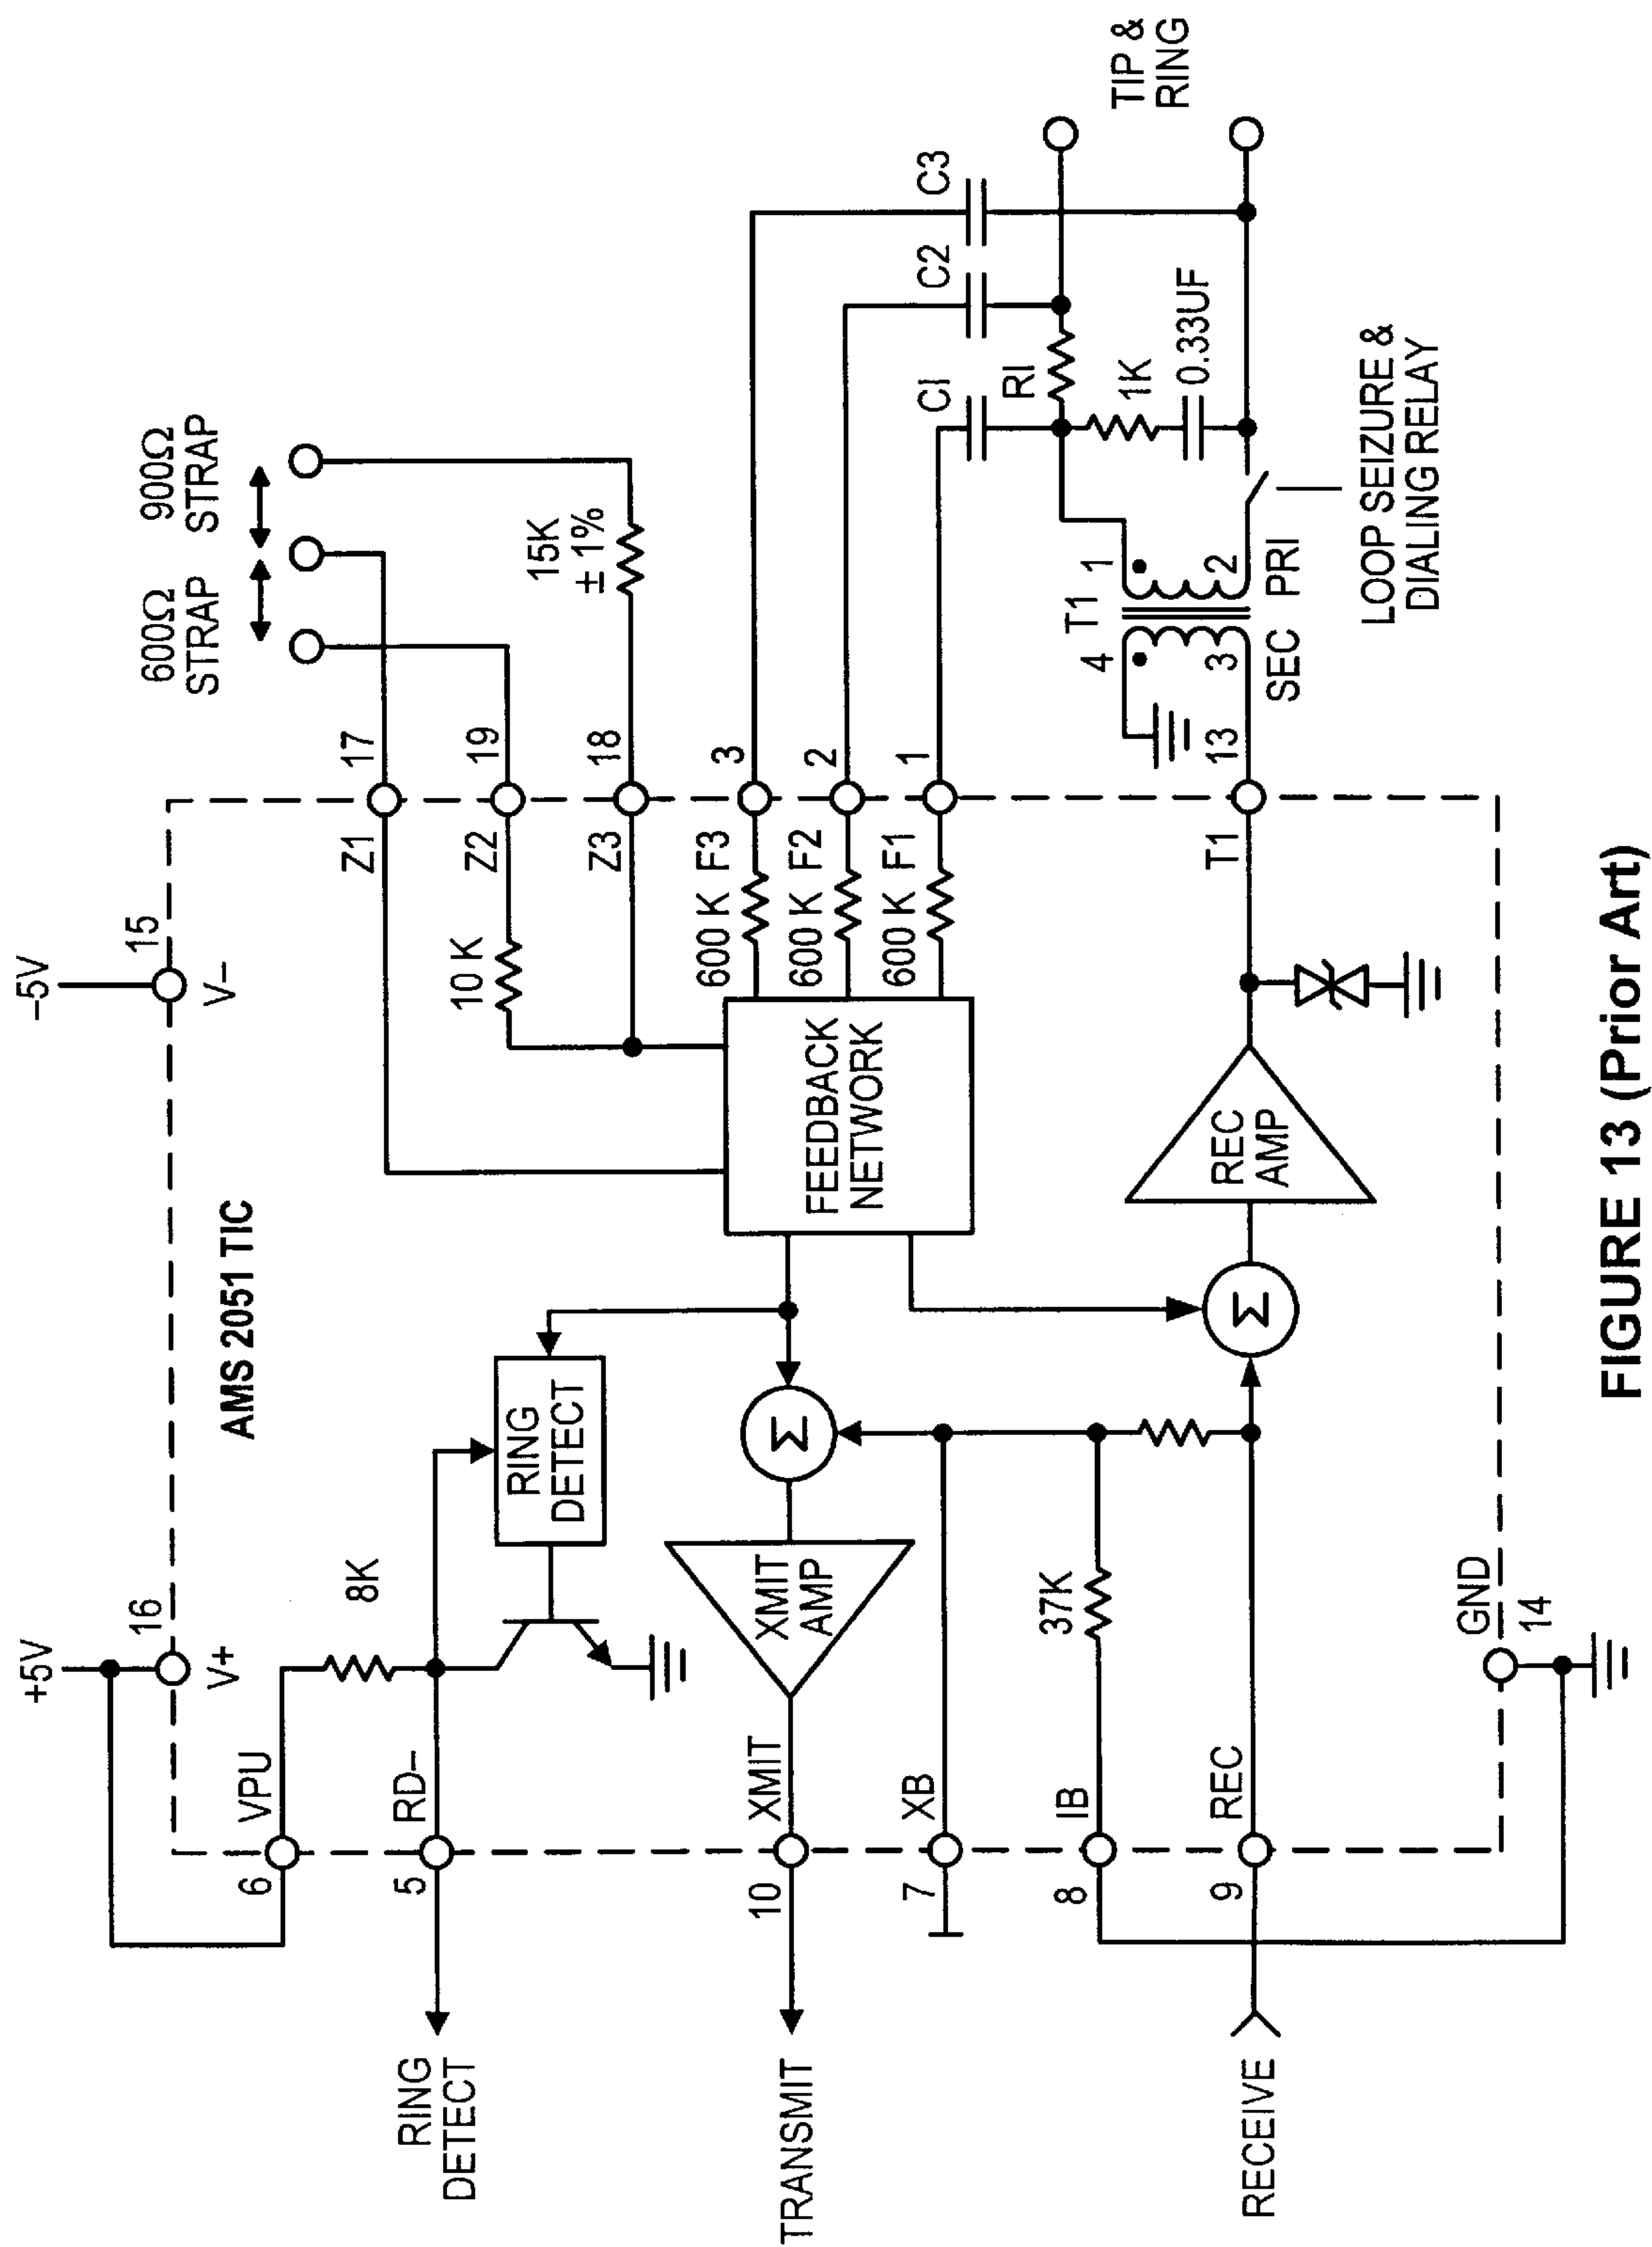 +5V
16
V+
–5V
15
V–
AMS 2051 TIC
600Ω
STRAP
900Ω
STRAP
6
VPU
8K
Z1
17
RING
DETECT
5
RD–
RING
DETECT
10 K
Z2
19
15K
± 1%
Z3
18
TRANSMIT
10
XMIT
XMIT
AMP
Σ
FEEDBACK
NETWORK
600 K
F3
3
600 K
F2
2
600 K
F1
1
C1
C2
C3
7
XB
8
IB
37K
RI
TIP &
RING
1K
0.33UF
4
T1
1
3
2
SEC
PRI
RECEIVE
9
REC
Σ
REC
AMP
T1
13
LOOP SEIZURE &
DIALING RELAY
GND
14
FIGURE 13 (Prior Art)